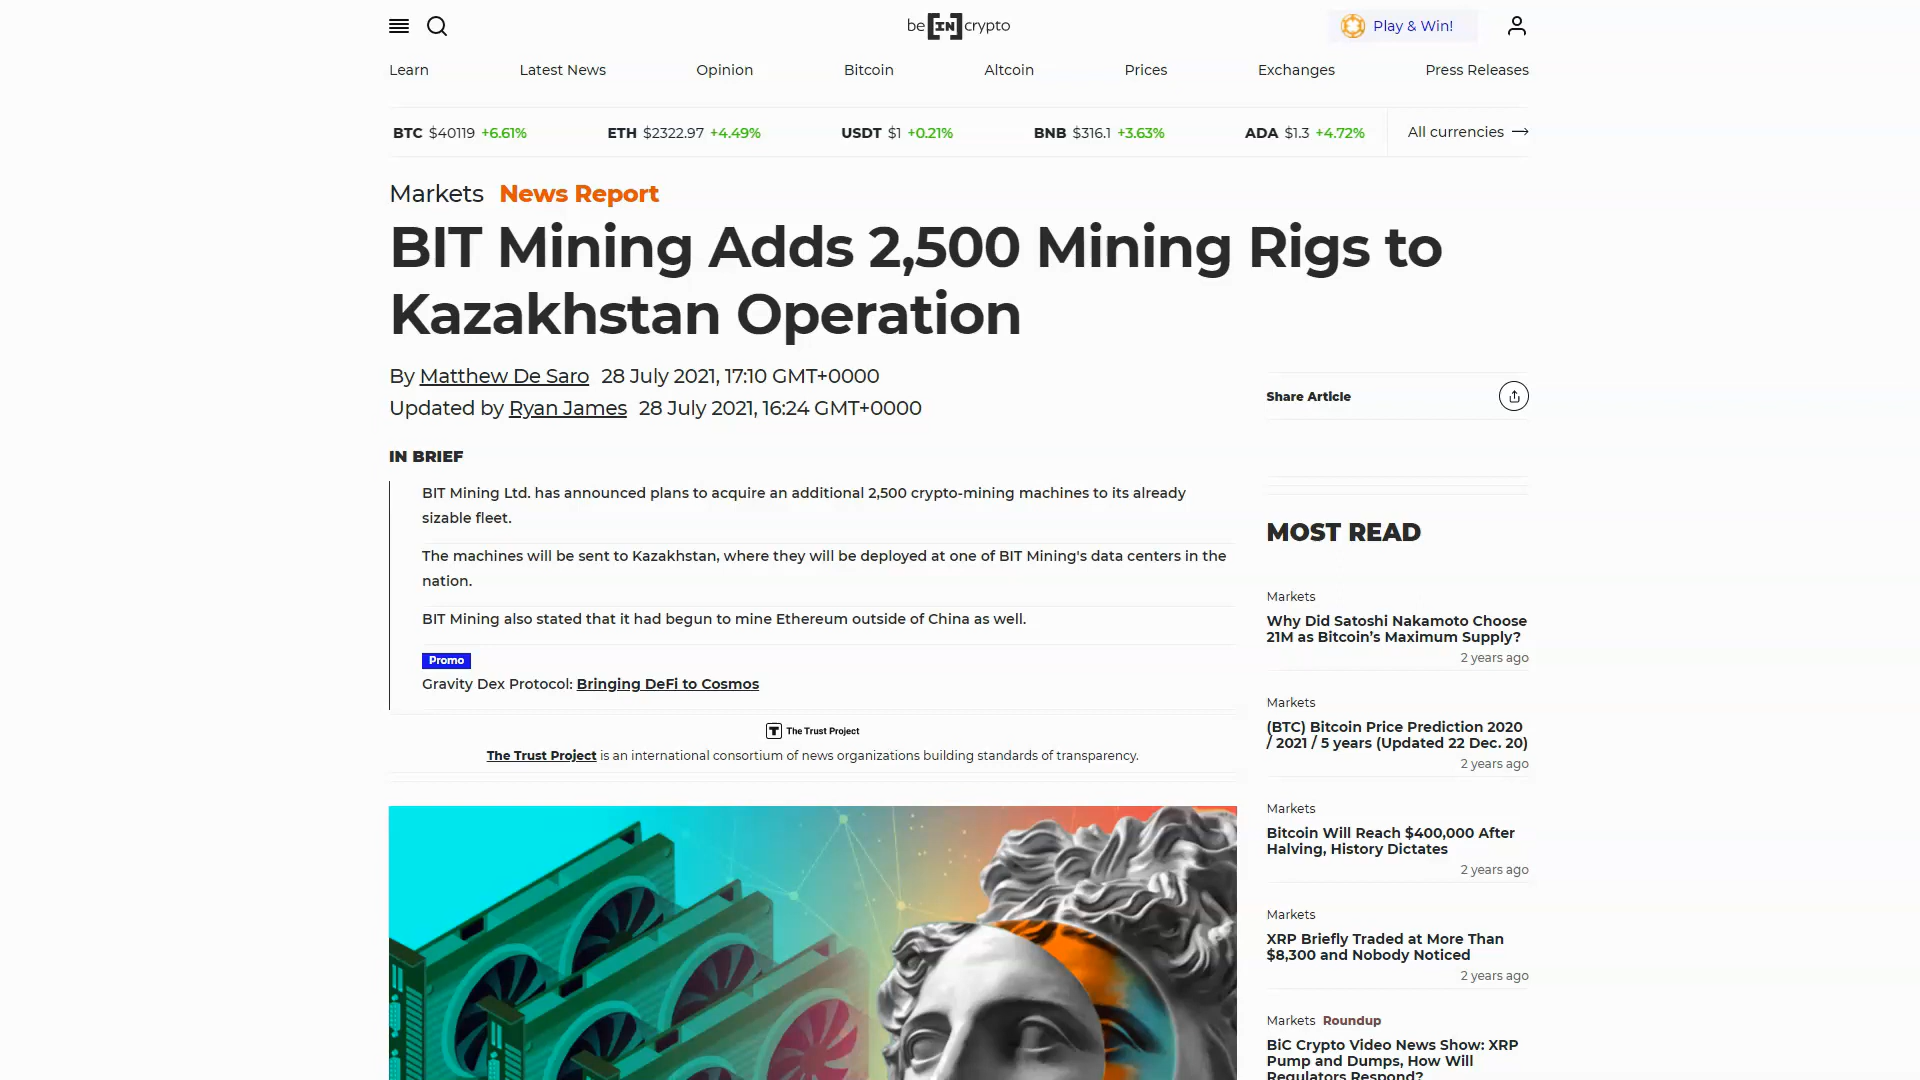 be [IN] crypto
Play & Win!
Learn
Latest News
Opinion
Bitcoin
Altcoin
Prices
Exchanges
Press Releases
BTC $40119 +6.61%
ETH $2322.97 +4.49%
USDT $1 +0.21%
BNB $316.1 +3.63%
ADA $1.3 +4.72%
All currencies
Markets News Report
BIT Mining Adds 2,500 Mining Rigs to
Kazakhstan Operation
By Matthew De Saro 28 July 2021, 17:10 GMT+0000
Updated by Ryan James 28 July 2021, 16:24 GMT+0000
Share Article
IN BRIEF
BIT Mining Ltd. has announced plans to acquire an additional 2,500 crypto-mining machines to its already
sizable fleet.
The machines will be sent to Kazakhstan, where they will be deployed at one of BIT Mining's data centers in the
nation.
BIT Mining also stated that it had begun to mine Ethereum outside of China as well.
Promo
Gravity Dex Protocol: Bringing DeFi to Cosmos
T The Trust Project
The Trust Project is an international consortium of news organizations building standards of transparency.
MOST READ
Markets
Why Did Satoshi Nakamoto Choose
21M as Bitcoin’s Maximum Supply?
2 years ago
Markets
(BTC) Bitcoin Price Prediction 2020
/ 2021 / 5 years (Updated 22 Dec. 20)
2 years ago
Markets
Bitcoin Will Reach $400,000 After
Halving, History Dictates
2 years ago
Markets
XRP Briefly Traded at More Than
$8,300 and Nobody Noticed
2 years ago
Markets Roundup
BiC Crypto Video News Show: XRP
Pump and Dumps, How Will
Regulators Respond?